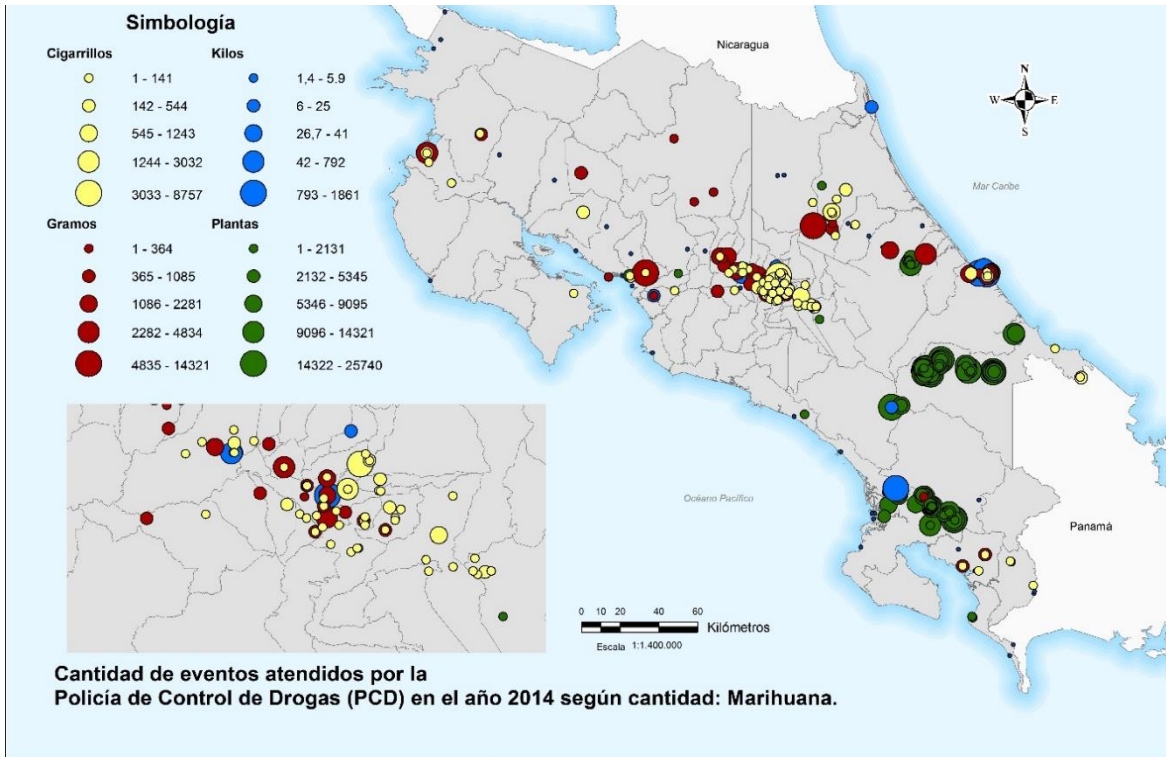 Simbología
Cigarrillos Kilos
1 - 141 1,4 - 5.9
142 - 544 6 - 25
545 - 1243 26,7 - 41
1244 - 3032 42 - 792
3033 - 8757 793 - 1861
Gramos Plantas
1 - 364 1 - 2131
365 - 1085 2132 - 5345
1086 - 2281 5346 - 9095
2282 - 4834 9096 - 14321
4835 - 14321 14322 - 25740
Nicaragua
N
W E
S
Mar Caribe
Océano Pacífico
Panamá
0 10 20 40 60
Kilómetros
Escala 1:1.400.000
Cantidad de eventos atendidos por la
Policía de Control de Drogas (PCD) en el año 2014 según cantidad: Marihuana.